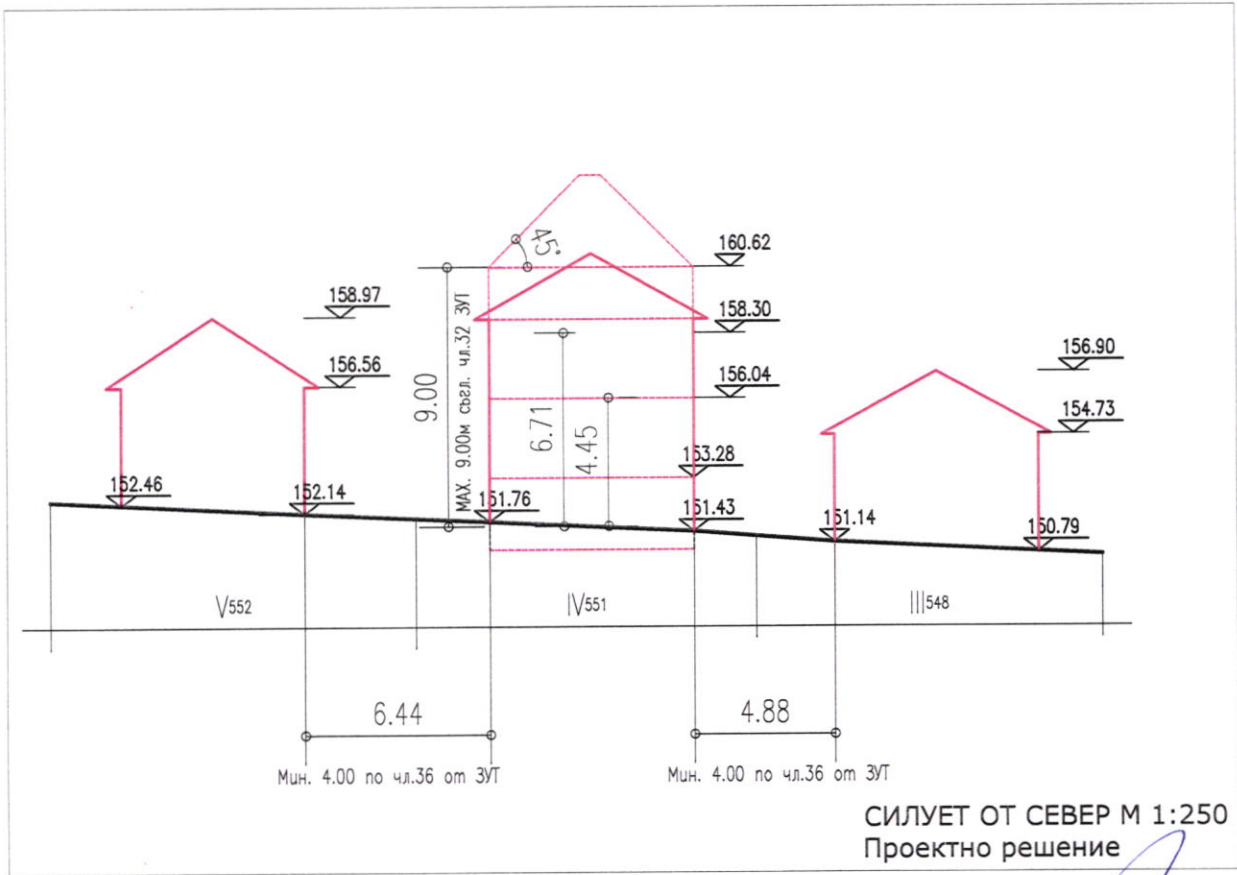 160.62
45°
158.97
158.30
156.56
156.90
156.04
154.73
9.00
МАХ. 9.00м съгл. чл.32 ЗУТ
6.71
4.45
153.28
152.46
152.14
151.76
151.43
151.14
150.79
V552
IV551
III548
6.44
4.88
Мин. 4.00 по чл.36 от ЗУТ
Мин. 4.00 по чл.36 от ЗУТ
СИЛУЕТ ОТ СЕВЕР М 1:250
Проектно решение